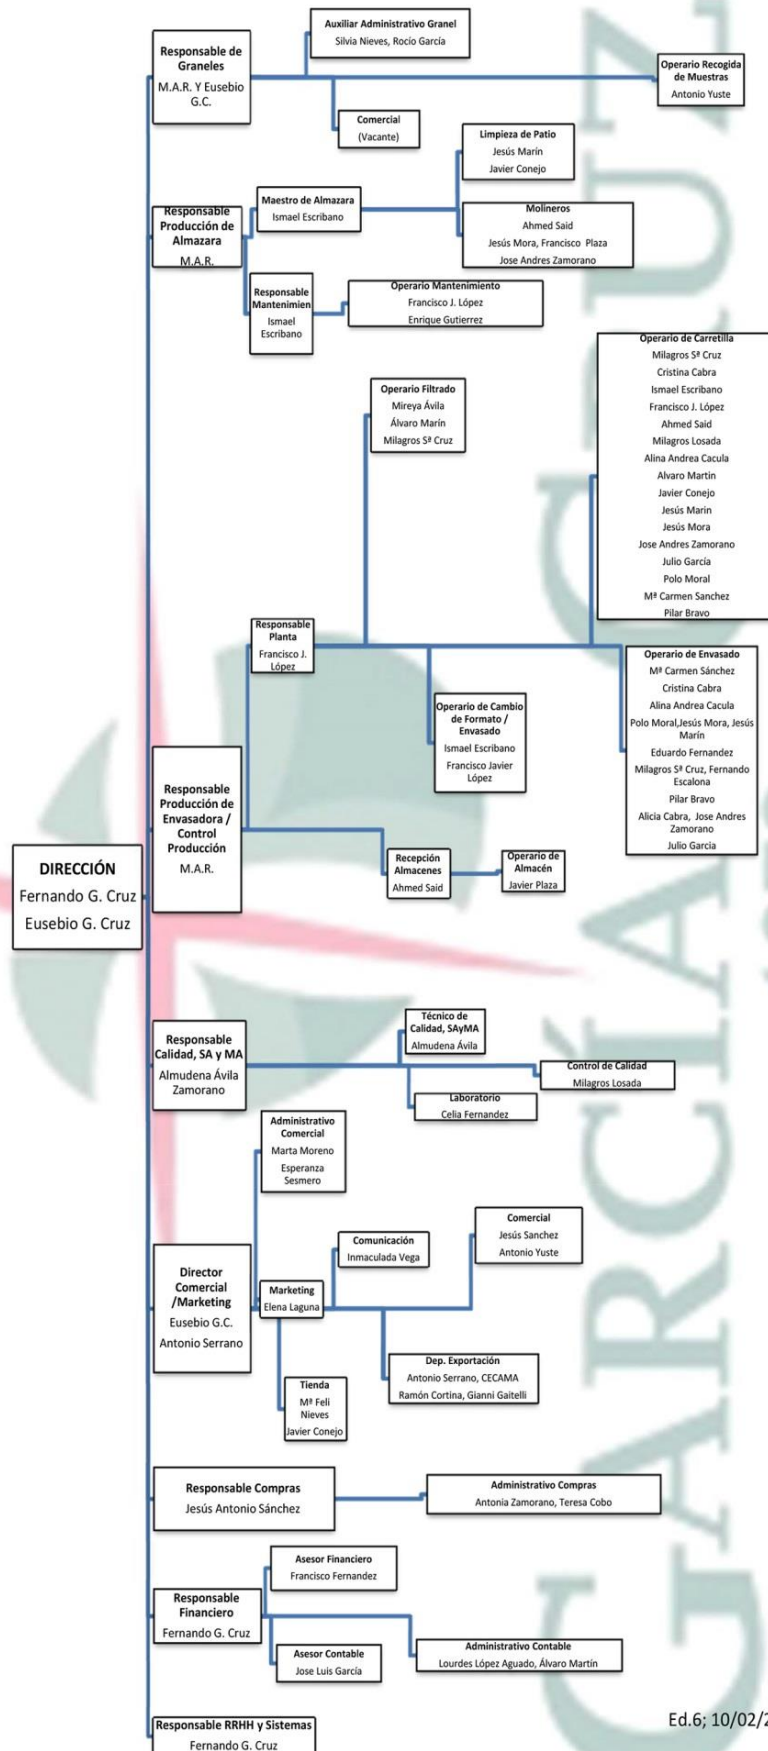 Auxiliar Administrativo Granel
Silvia Nieves, Rocío García
Responsable de
Graneles
M.A.R. Y Eusebio
G.C.
Operario Recogida
de Muestras
Antonio Yuste
Comercial
(Vacante)
Limpieza de Patio
Jesús Marín
Javier Conejo
Maestro de Almazara
Ismael Escribano
Molineros
Ahmed Said
Jesús Mora, Francisco Plaza
Jose Andres Zamorano
Responsable
Producción de
Almazara
M.A.R.
Responsable
Mantenimien
Ismael
Escribano
Operario Mantenimiento
Francisco J. López
Enrique Gutierrez
Operario de Carretilla
Milagros Sª Cruz
Cristina Cabra
Ismael Escribano
Francisco J. López
Ahmed Said
Milagros Losada
Alina Andrea Cacula
Alvaro Martin
Javier Conejo
Jesús Marin
Jesús Mora
Jose Andres Zamorano
Julio García
Polo Moral
Mª Carmen Sanchez
Pilar Bravo
Operario Filtrado
Mireya Ávila
Álvaro Marín
Milagros Sª Cruz
Responsable
Planta
Francisco J.
López
Operario de Envasado
Mª Carmen Sánchez
Cristina Cabra
Alina Andrea Cacula
Polo Moral,Jesús Mora, Jesús
Marín
Eduardo Fernandez
Milagros Sª Cruz, Fernando
Escalona
Pilar Bravo
Alicia Cabra, Jose Andres
Zamorano
Julio Garcia
Operario de Cambio
de Formato /
Envasado
Ismael Escribano
Francisco Javier
López
Responsable
Producción de
Envasadora /
Control
Producción
M.A.R.
Recepción
Almacenes
Ahmed Said
Operario de
Almacén
Javier Plaza
DIRECCIÓN
Fernando G. Cruz
Eusebio G. Cruz
Responsable
Calidad, SA y MA
Almudena Ávila
Zamorano
Técnico de
Calidad, SAyMA
Almudena Ávila
Control de Calidad
Milagros Losada
Laboratorio
Celia Fernandez
Administrativo
Comercial
Marta Moreno
Esperanza
Sesmero
Comercial
Jesús Sanchez
Antonio Yuste
Comunicación
Inmaculada Vega
Director
Comercial
/Marketing
Eusebio G.C.
Antonio Serrano
Marketing
Elena Laguna
Dep. Exportación
Antonio Serrano, CECAMA
Ramón Cortina, Gianni Gaitelli
Tienda
Mª Feli
Nieves
Javier Conejo
Responsable Compras
Jesús Antonio Sánchez
Administrativo Compras
Antonia Zamorano, Teresa Cobo
Asesor Financiero
Francisco Fernandez
Responsable
Financiero
Fernando G. Cruz
Asesor Contable
Jose Luis García
Administrativo Contable
Lourdes López Aguado, Álvaro Martín
Responsable RRHH y Sistemas
Fernando G. Cruz
Ed.6; 10/02/2
GARCÍA CRUZ